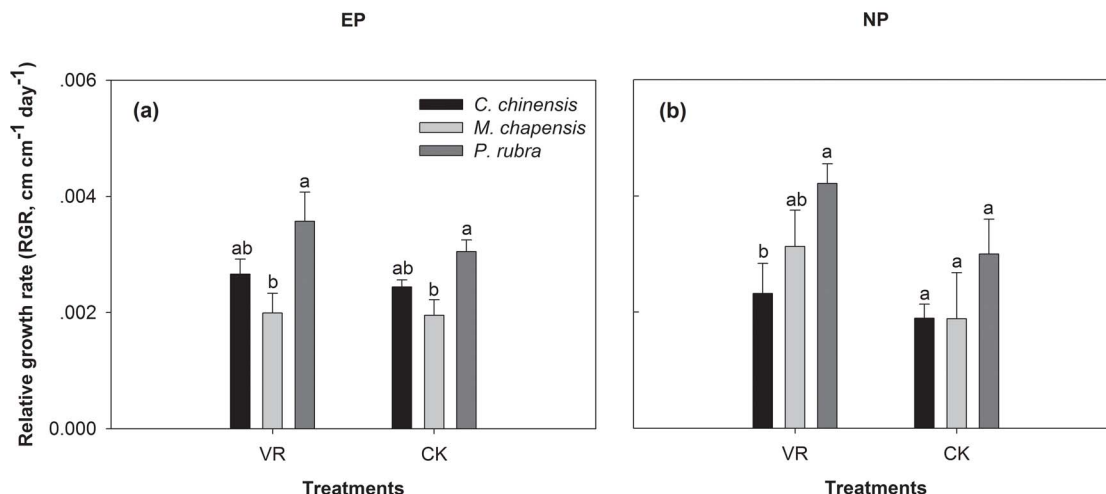 EP
NP
Relative growth rate (RGR, cm cm⁻¹ day⁻¹)
.006
.004
.002
0.000
(a)
C. chinensis
M. chapensis
P. rubra
ab
b
a
ab
b
a
VR
CK
Treatments
(b)
b
ab
a
a
a
a
VR
CK
Treatments